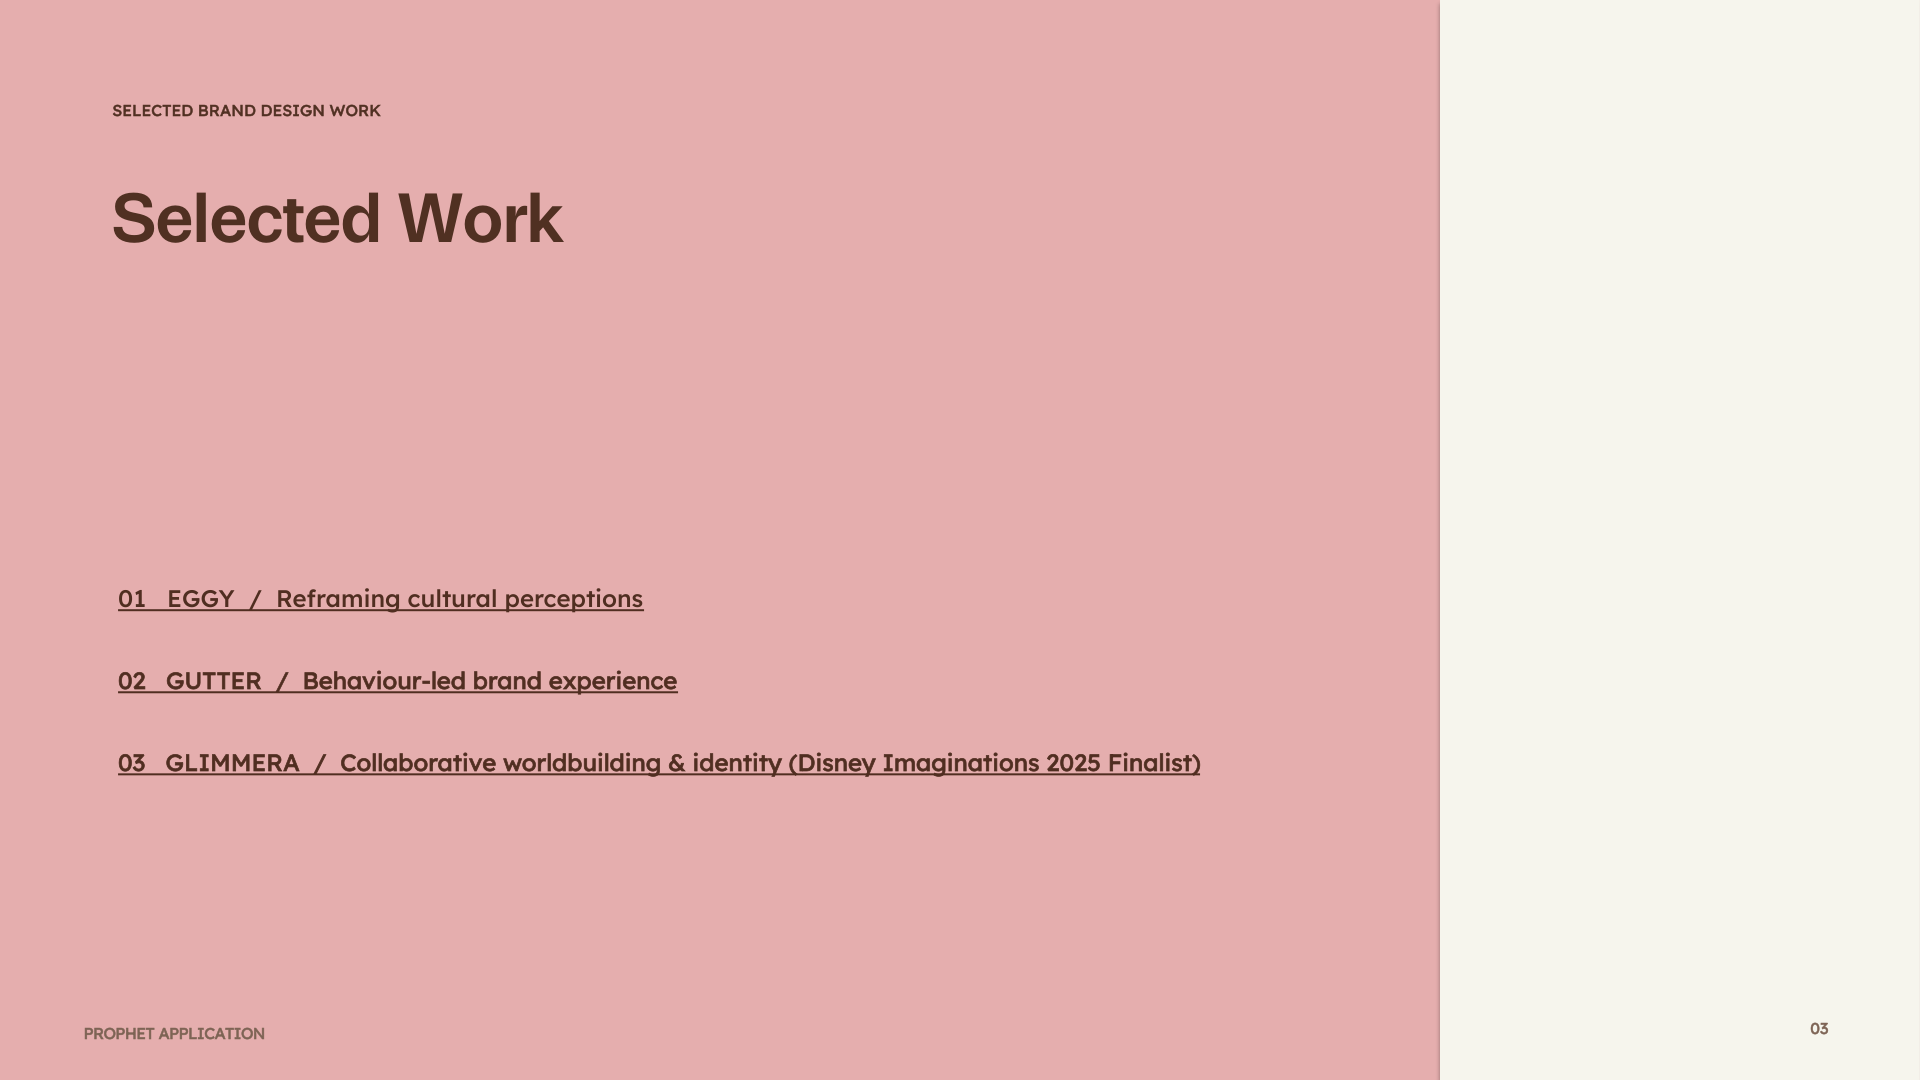 SELECTED BRAND DESIGN WORK
Selected Work
01 EGGY / Reframing cultural perceptions
02 GUTTER / Behaviour-led brand experience
03 GLIMMERA / Collaborative worldbuilding & identity (Disney Imaginations 2025 Finalist)
PROPHET APPLICATION
03